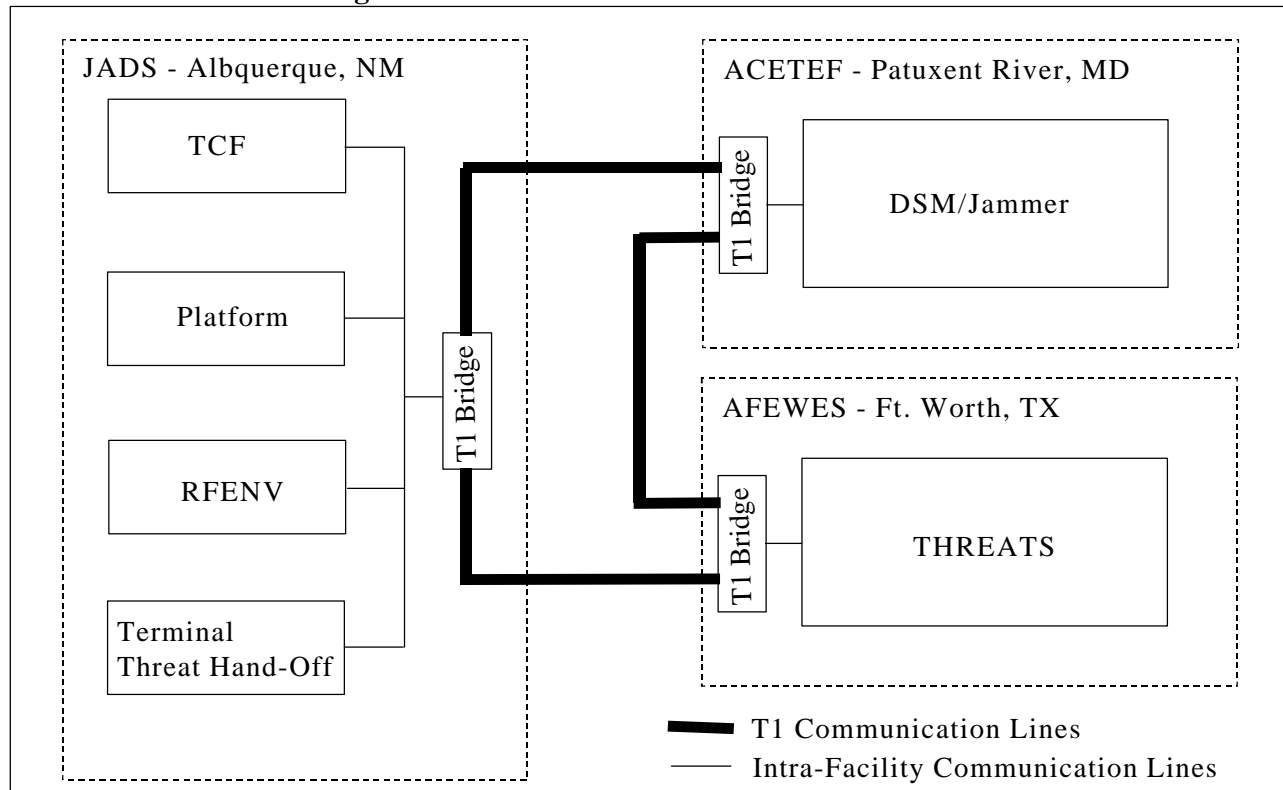 JADS - Albquerque, NM
TCF
Platform
RFENV
Terminal
Threat Hand-Off
T1 Bridge
ACETEF - Patuxent River, MD
T1 Bridge
DSM/Jammer
AFEWES - Ft. Worth, TX
T1 Bridge
THREATS
T1 Communication Lines
Intra-Facility Communication Lines